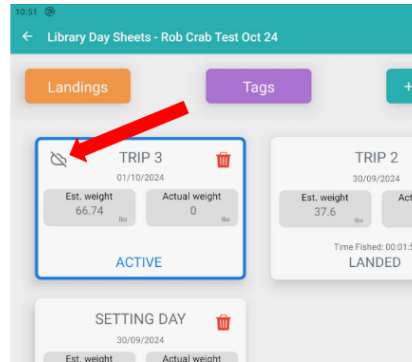 10:51
Library Day Sheets - Rob Crab Test Oct 24
Landings
Tags
+
TRIP 3
01/10/2024
Est. weight
66.74
lbs
Actual weight
0
lbs
ACTIVE
TRIP 2
30/09/2024
Est. weight
37.6
lbs
Act
Time Fished: 00:01:5
LANDED
SETTING DAY
30/09/2024
Est. weight
Actual weight